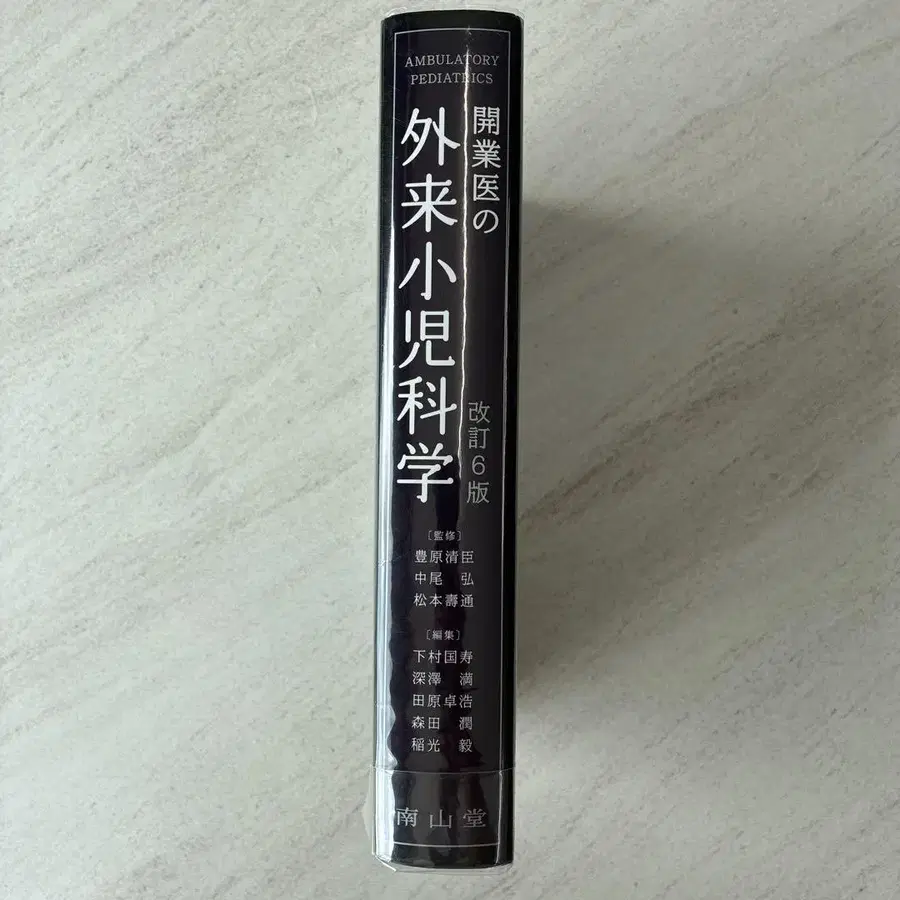 AMBULATORY
PEDIATRICS
開業医の
外来小児科学
改訂6版
〔監修〕
豊原清臣
中尾 弘
松本壽通
〔編集〕
下村国寿
深澤 満
田原卓浩
森田 潤
稲光 毅
南山堂